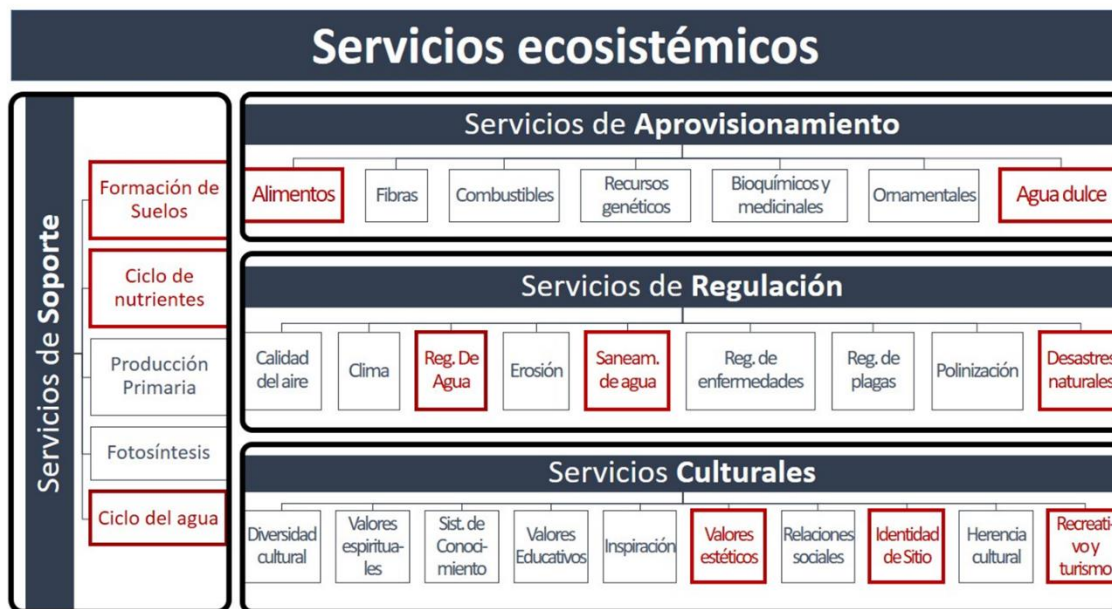 Servicios ecosistémicos
Servicios de Soporte
Formación de
Suelos
Ciclo de
nutrientes
Producción
Primaria
Fotosíntesis
Ciclo del agua
Servicios de Aprovisionamiento
Alimentos
Fibras
Combustibles
Recursos
genéticos
Bioquímicos y
medicinales
Ornamentales
Agua dulce
Servicios de Regulación
Calidad
del aire
Clima
Reg. De
Agua
Erosión
Saneam.
de agua
Reg. de
enfermedades
Reg. de
plagas
Polinización
Desastres
naturales
Servicios Culturales
Diversidad
cultural
Valores
espiritua-
les
Sist. de
Conoci-
miento
Valores
Educativos
Inspiración
Valores
estéticos
Relaciones
sociales
Identidad
de Sitio
Herencia
cultural
Recreati-
vo y
turismo